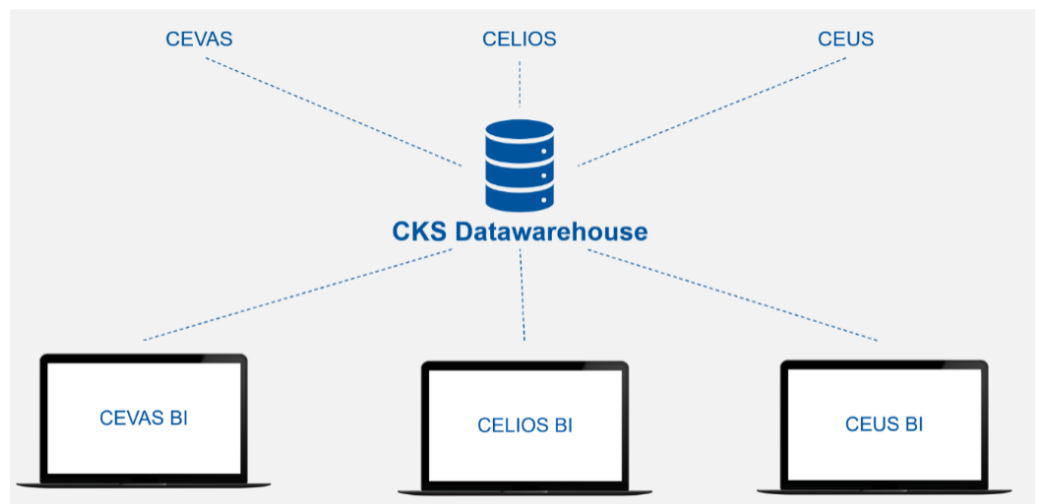 CEVAS
CELIOS
CEUS
CKS Datawarehouse
CEVAS BI
CELIOS BI
CEUS BI